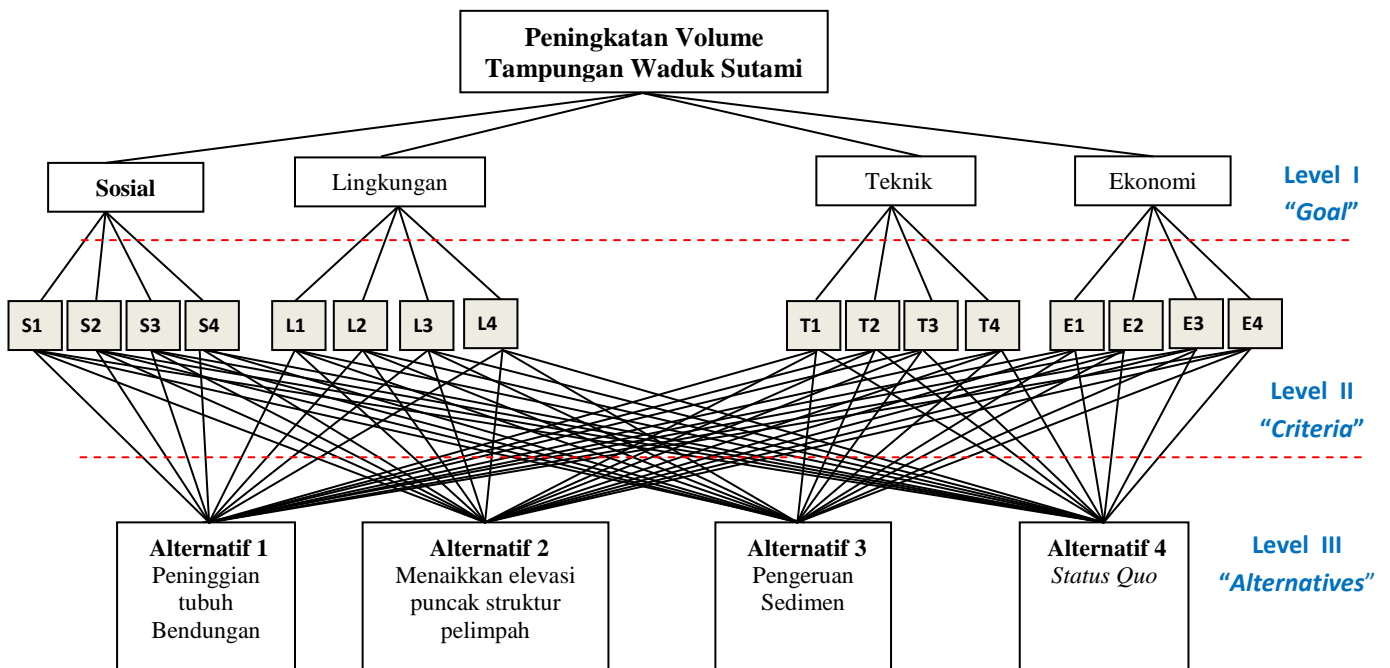 Peningkatan Volume
Tampungan Waduk Sutami
Sosial
Lingkungan
Teknik
Ekonomi
Level I
“Goal”
S1
S2
S3
S4
L1
L2
L3
L4
T1
T2
T3
T4
E1
E2
E3
E4
Level II
“Criteria”
Alternatif 1
Peninggian
tubuh
Bendungan
Alternatif 2
Menaikkan elevasi
puncak struktur
pelimpah
Alternatif 3
Pengeruan
Sedimen
Alternatif 4
Status Quo
Level III
“Alternatives”